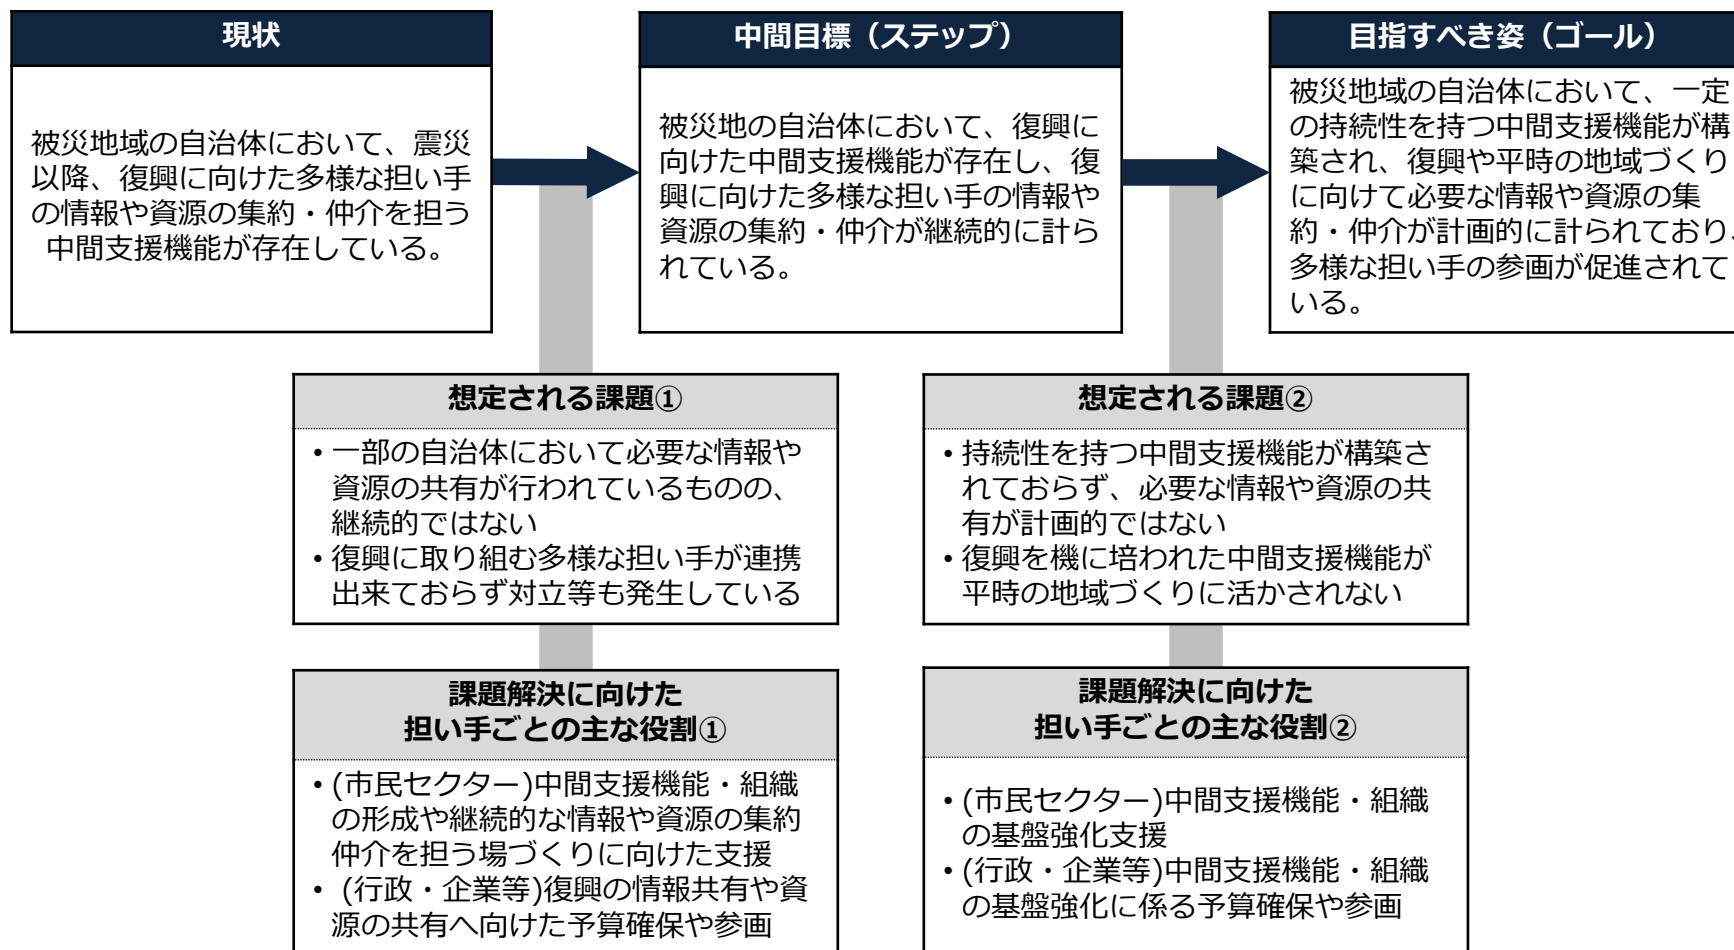 現状
被災地域の自治体において、震災
以降、復興に向けた多様な担い手
の情報や資源の集約・仲介を担う
中間支援機能が存在している。
中間目標（ステップ）
被災地の自治体において、復興に
向けた中間支援機能が存在し、復
興に向けた多様な担い手の情報や
資源の集約・仲介が継続的に計ら
れている。
目指すべき姿（ゴール）
被災地域の自治体において、一定
の持続性を持つ中間支援機能が構
築され、復興や平時の地域づくり
に向けて必要な情報や資源の集
約・仲介が計画的に計られており、
多様な担い手の参画が促進されて
いる。
想定される課題①
• 一部の自治体において必要な情報や
資源の共有が行われているものの、
継続的ではない
• 復興に取り組む多様な担い手が連携
出来ておらず対立等も発生している
想定される課題②
• 持続性を持つ中間支援機能が構築さ
れておらず、必要な情報や資源の共
有が計画的ではない
• 復興を機に培われた中間支援機能が
平時の地域づくりに活かされない
課題解決に向けた
担い手ごとの主な役割①
• (市民セクター)中間支援機能・組織
の形成や継続的な情報や資源の集約
仲介を担う場づくりに向けた支援
• (行政・企業等)復興の情報共有や資
源の共有へ向けた予算確保や参画
課題解決に向けた
担い手ごとの主な役割②
• (市民セクター)中間支援機能・組織
の基盤強化支援
• (行政・企業等)中間支援機能・組織
の基盤強化に係る予算確保や参画